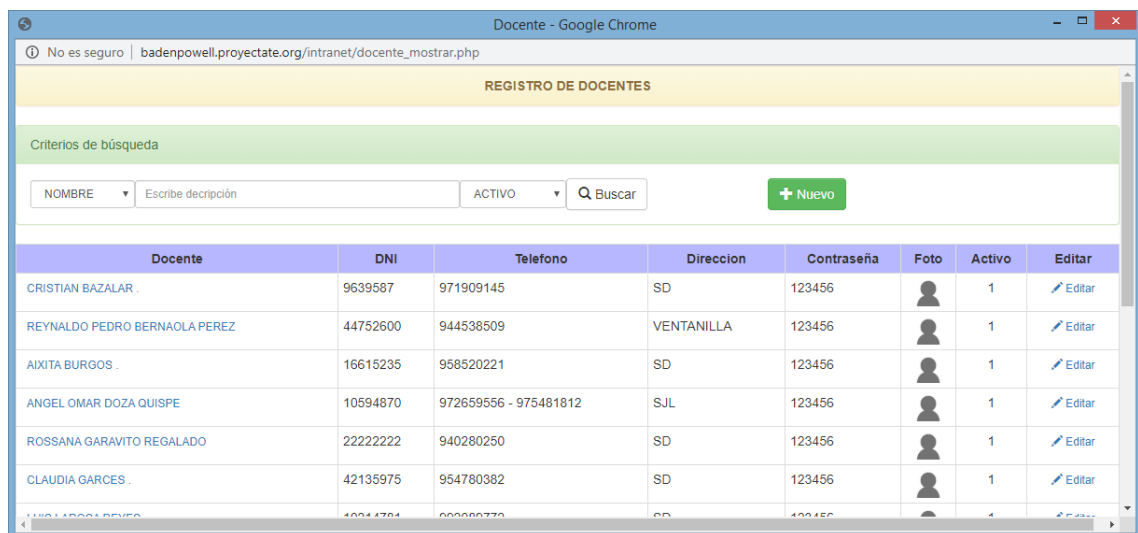 Docente - Google Chrome
No es seguro | badenpowell.proyectate.org/intranet/docente_mostrar.php
REGISTRO DE DOCENTES
Criterios de búsqueda
NOMBRE Escribe decripción ACTIVO Buscar Nuevo
Docente DNI Telefono Direccion Contraseña Foto Activo Editar
CRISTIAN BAZALAR . 9639587 971909145 SD 123456 1 Editar
REYNALDO PEDRO BERNAOLA PEREZ 44752600 944538509 VENTANILLA 123456 1 Editar
AIXITA BURGOS . 16615235 958520221 SD 123456 1 Editar
ANGEL OMAR DOZA QUISPE 10594870 972659556 - 975481812 SJL 123456 1 Editar
ROSSANA GARAVITO REGALADO 22222222 940280250 SD 123456 1 Editar
CLAUDIA GARCES . 42135975 954780382 SD 123456 1 Editar